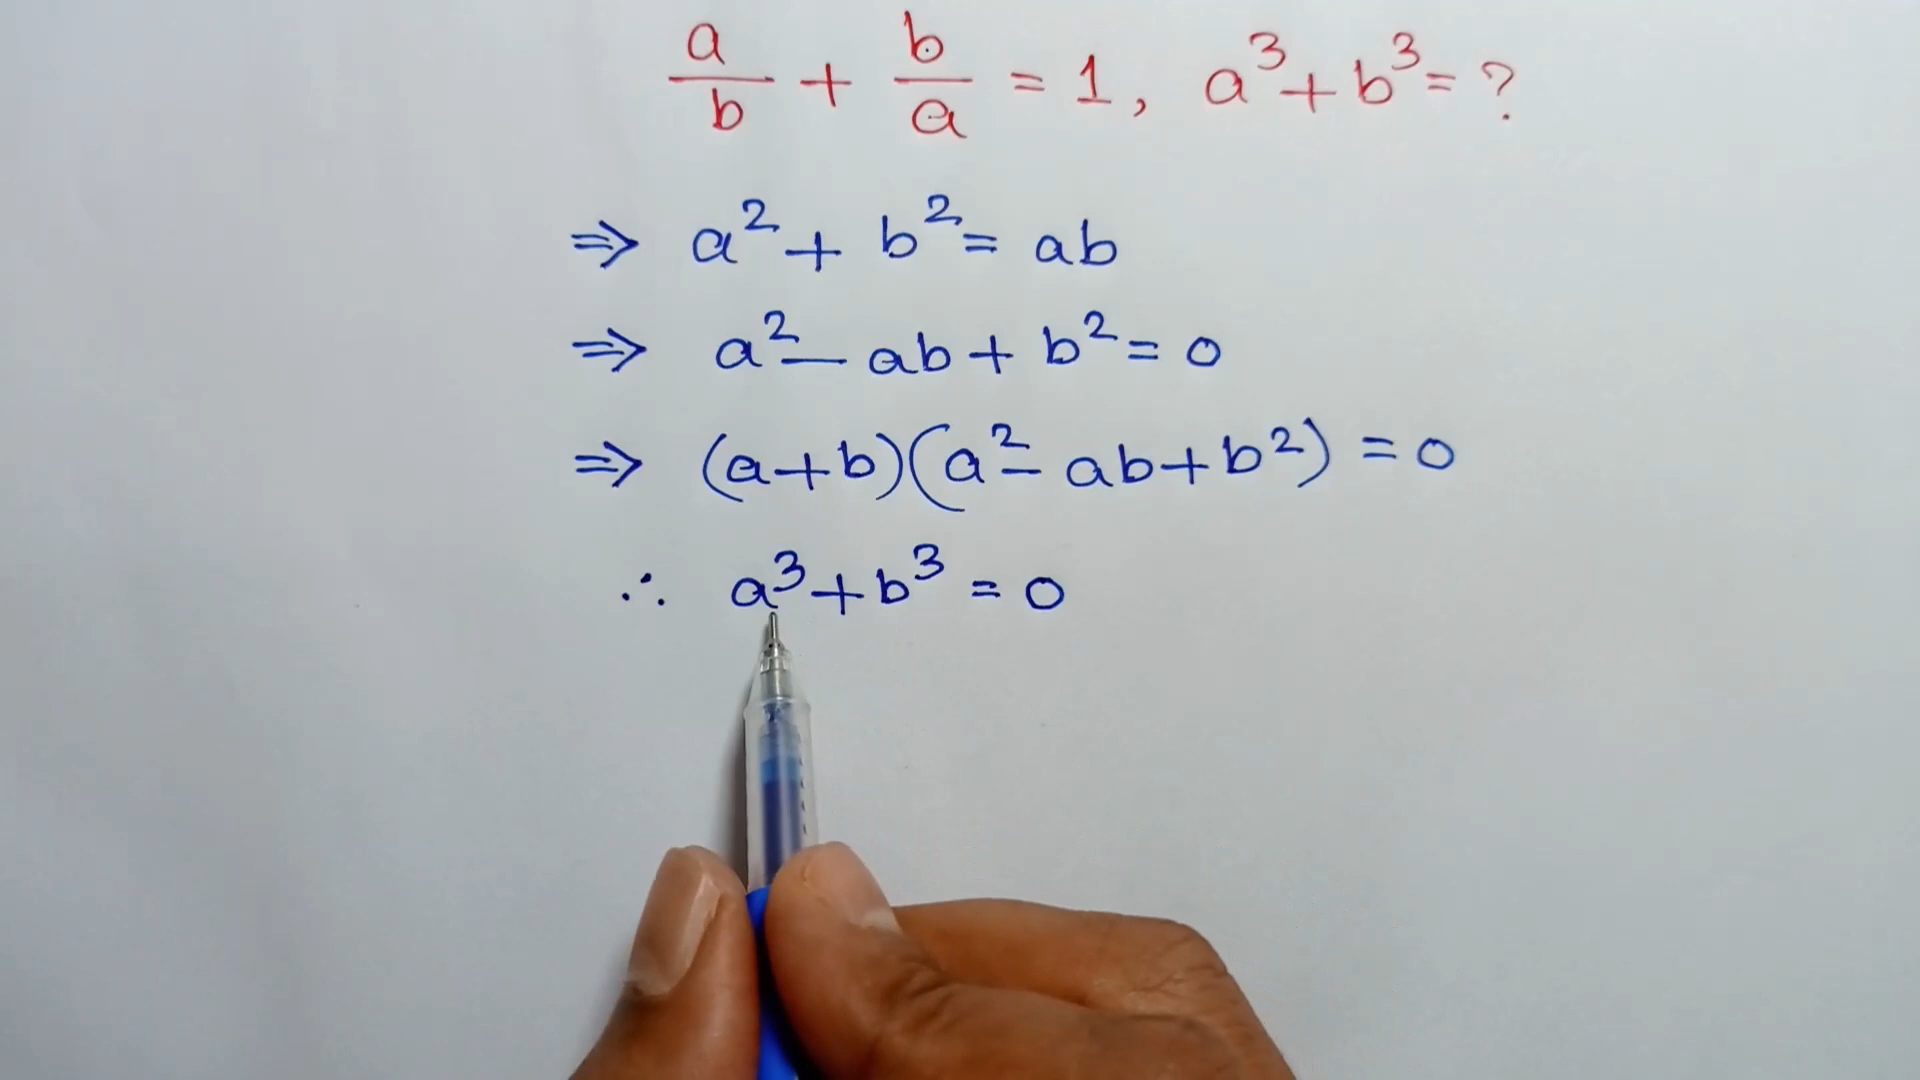 a/b + b/a = 1, a³+b³ = ?
⇒ a² + b² = ab
⇒ a² – ab + b² = 0
⇒ (a+b)(a² – ab+b²) = 0
∴ a³+b³ = 0